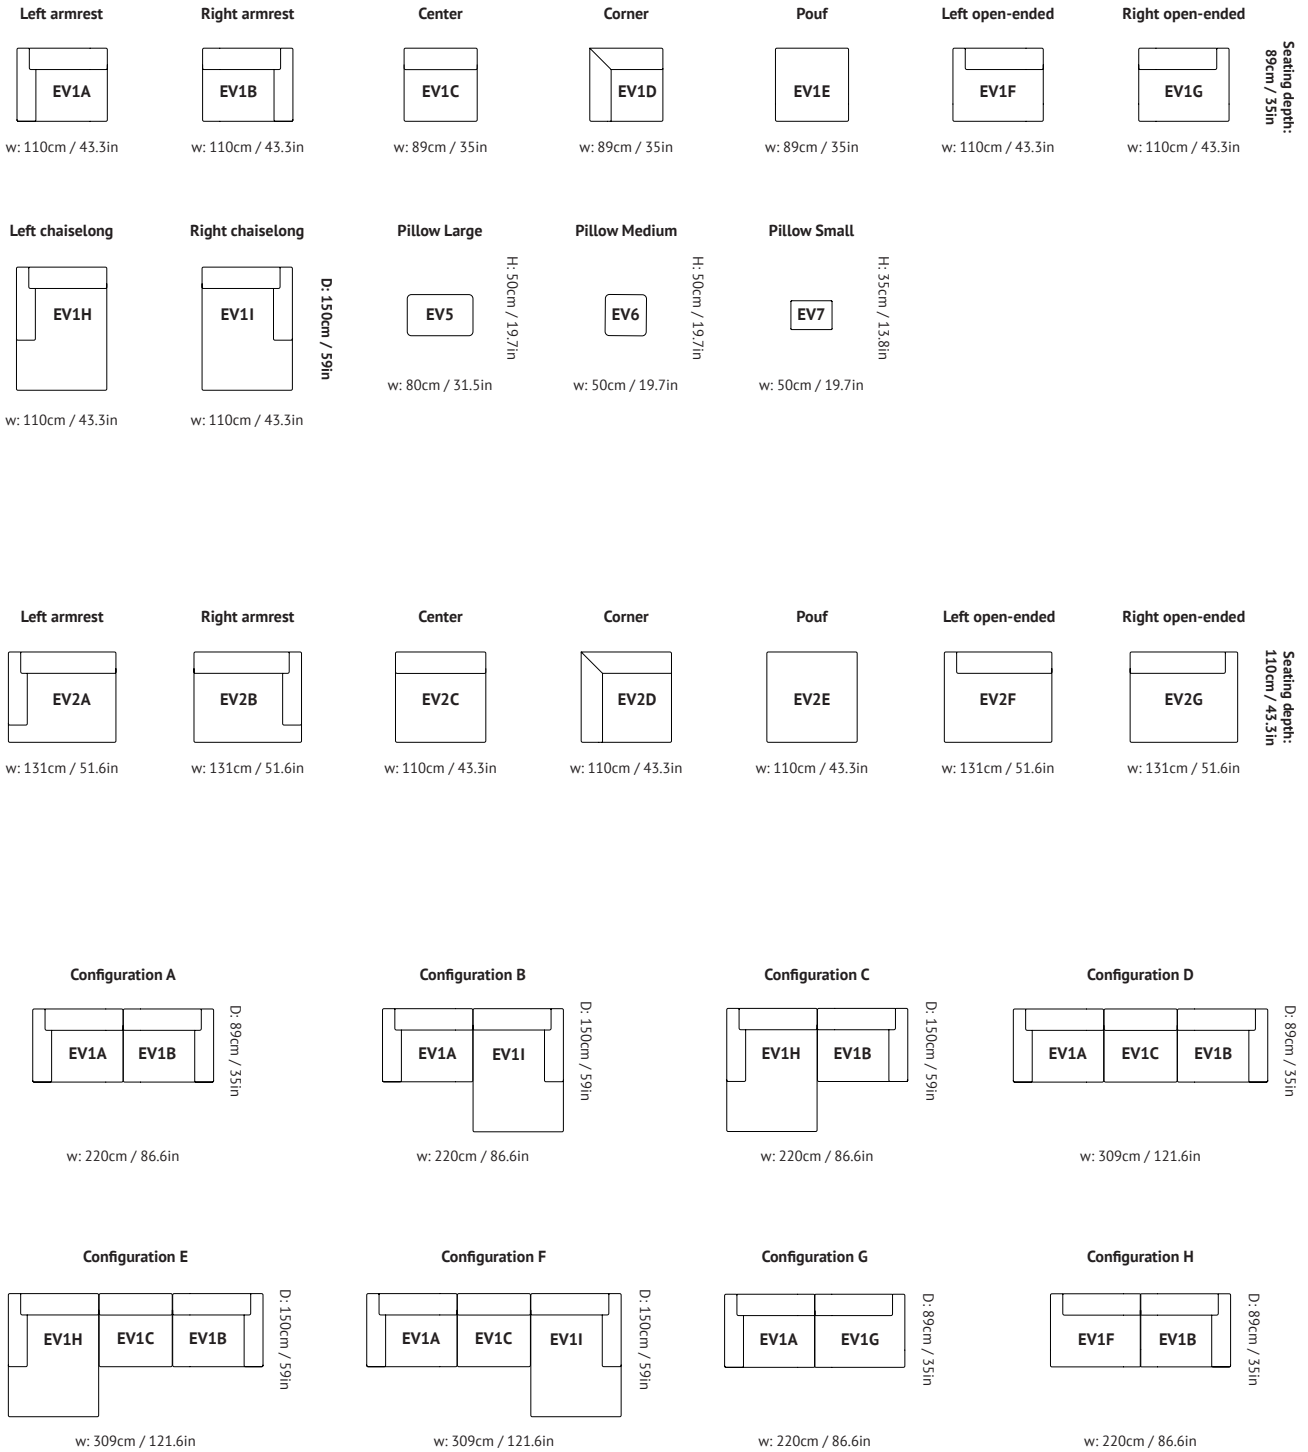 Left armrest
Right armrest
Center
Corner
Pouf
Left open-ended
Right open-ended
EV1A
EV1B
EV1C
EV1D
EV1E
EV1F
EV1G
Seating depth:
89cm / 35in
w: 110cm / 43.3in
w: 110cm / 43.3in
w: 89cm / 35in
w: 89cm / 35in
w: 89cm / 35in
w: 110cm / 43.3in
w: 110cm / 43.3in
Left chaiselong
Right chaiselong
Pillow Large
Pillow Medium
Pillow Small
EV1H
EV1I
D: 150cm / 59in
EV5
H: 50cm / 19.7in
EV6
H: 50cm / 19.7in
EV7
H: 35cm / 13.8in
w: 80cm / 31.5in
w: 50cm / 19.7in
w: 50cm / 19.7in
w: 110cm / 43.3in
w: 110cm / 43.3in
Left armrest
Right armrest
Center
Corner
Pouf
Left open-ended
Right open-ended
EV2A
EV2B
EV2C
EV2D
EV2E
EV2F
EV2G
Seating depth:
110cm / 43.3in
w: 131cm / 51.6in
w: 131cm / 51.6in
w: 110cm / 43.3in
w: 110cm / 43.3in
w: 110cm / 43.3in
w: 131cm / 51.6in
w: 131cm / 51.6in
Configuration A
Configuration B
Configuration C
Configuration D
EV1A
EV1B
D: 89cm / 35in
EV1A
EV1I
D: 150cm / 59in
EV1H
EV1B
D: 150cm / 59in
EV1A
EV1C
EV1B
D: 89cm / 35in
w: 220cm / 86.6in
w: 220cm / 86.6in
w: 220cm / 86.6in
w: 309cm / 121.6in
Configuration E
Configuration F
Configuration G
Configuration H
EV1H
EV1C
EV1B
D: 150cm / 59in
EV1A
EV1C
EV1I
D: 150cm / 59in
EV1A
EV1G
D: 89cm / 35in
EV1F
EV1B
D: 89cm / 35in
w: 309cm / 121.6in
w: 309cm / 121.6in
w: 220cm / 86.6in
w: 220cm / 86.6in